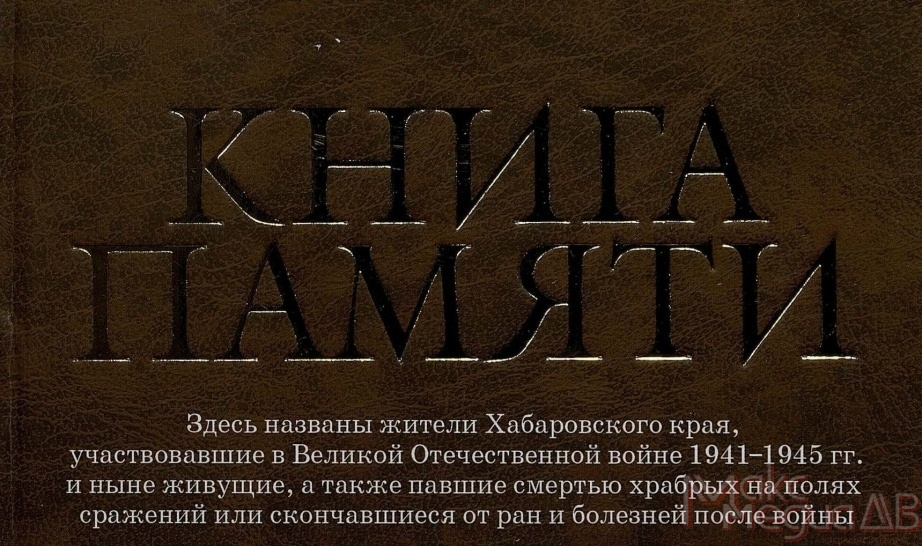 КНИГА
ПАМЯТИ
Здесь названы жители Хабаровского края,
участвовавшие в Великой Отечественной войне 1941–1945 гг.
и ныне живущие, а также павшие смертью храбрых на полях
сражений или скончавшиеся от ран и болезней после войны
ДВ